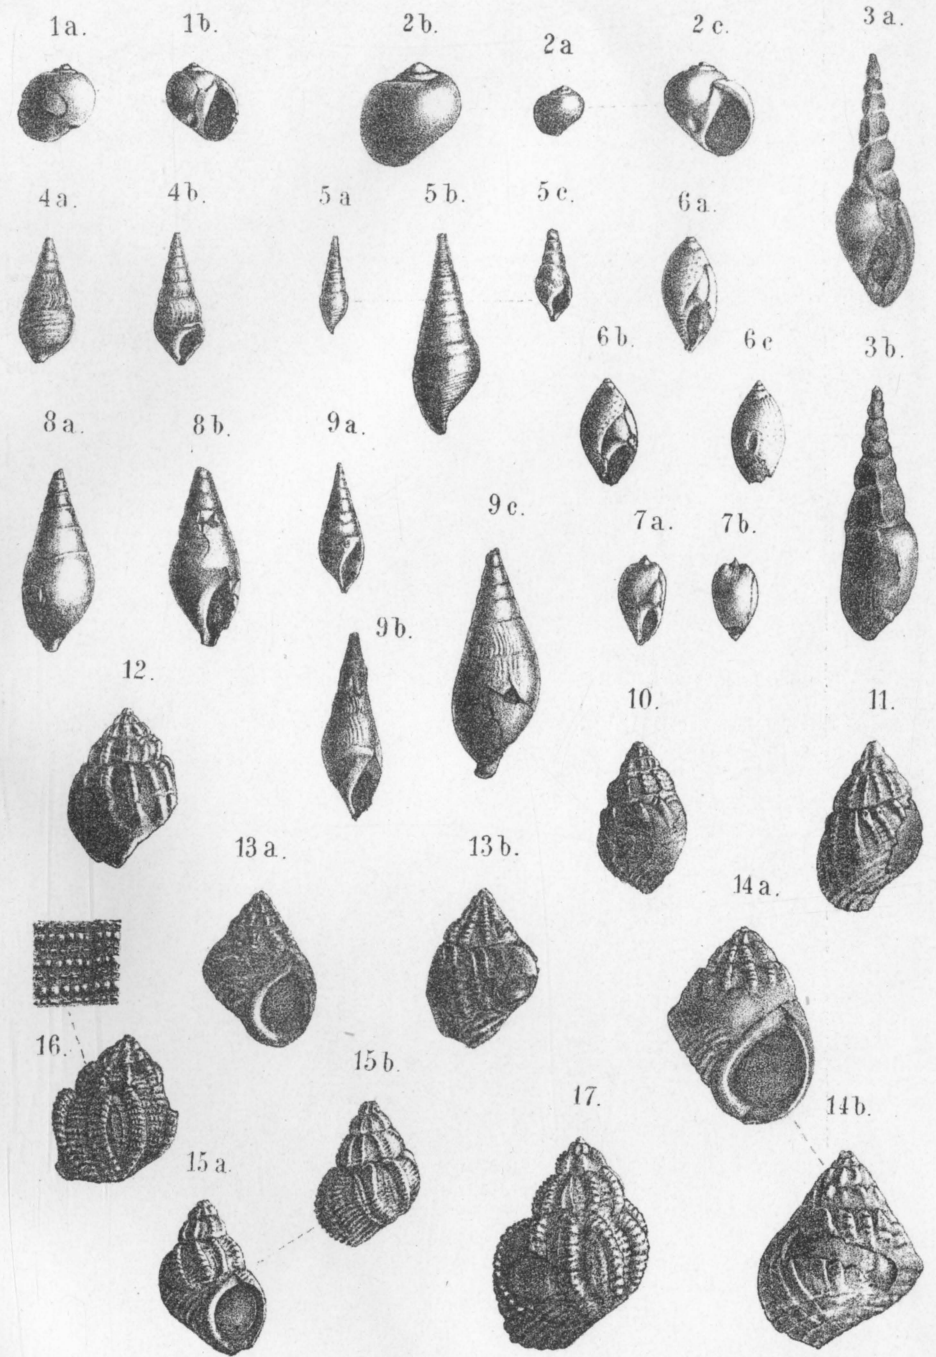 1a. 1b. 2b. 2a 2c. 3a.
4a. 4b. 5a 5b. 5c. 6a.
6b. 6c 3b.
8a. 8b. 9a.
9c. 7a. 7b.
9b.
12. 10. 11.
13a. 13b.
14a.
16. 15b.
17. 14b.
15a.